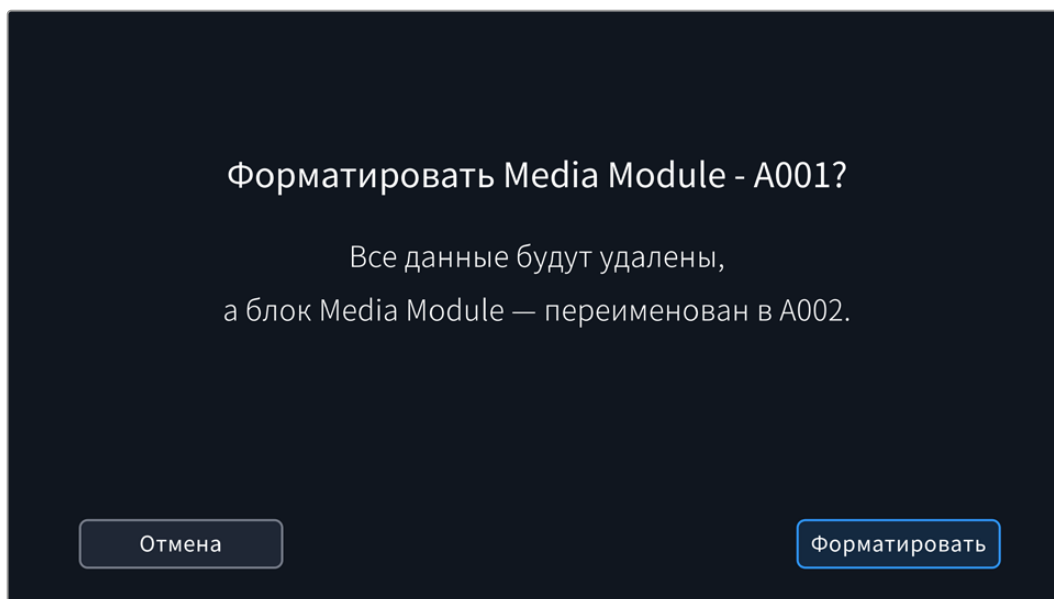 Форматировать Media Module - A001?
Все данные будут удалены,
а блок Media Module — переименован в A002.
Отмена
Форматировать